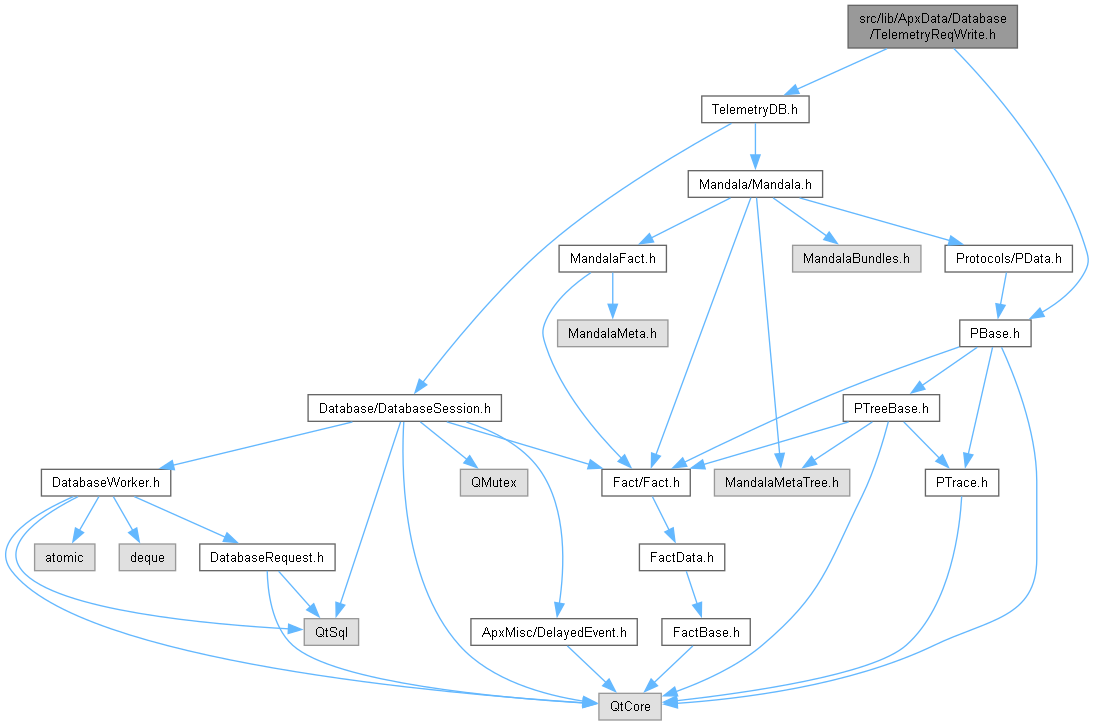 src/lib/ApxData/Database
/TelemetryReqWrite.h
TelemetryDB.h
Mandala/Mandala.h
MandalaFact.h
MandalaBundles.h
Protocols/PData.h
MandalaMeta.h
PBase.h
Database/DatabaseSession.h
PTreeBase.h
DatabaseWorker.h
QMutex
Fact/Fact.h
MandalaMetaTree.h
PTrace.h
atomic
deque
DatabaseRequest.h
FactData.h
QtSql
ApxMisc/DelayedEvent.h
FactBase.h
QtCore